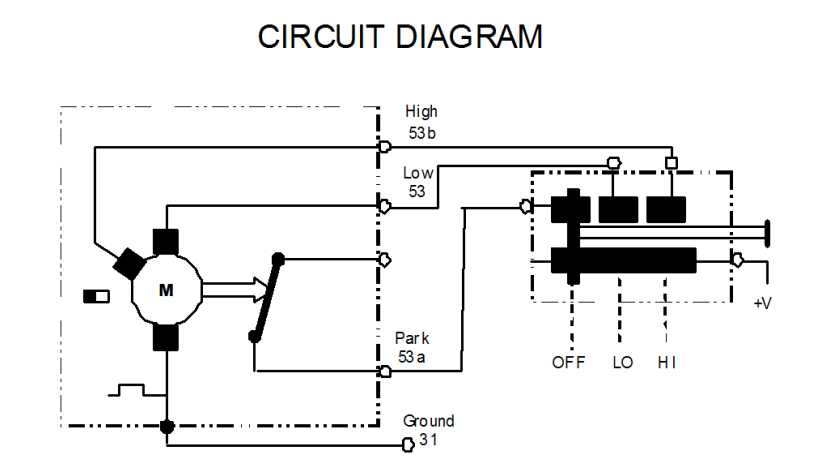 CIRCUIT DIAGRAM
High
53b
Low
53
M
Park
53a
Ground
31
+V
OFF LO HI